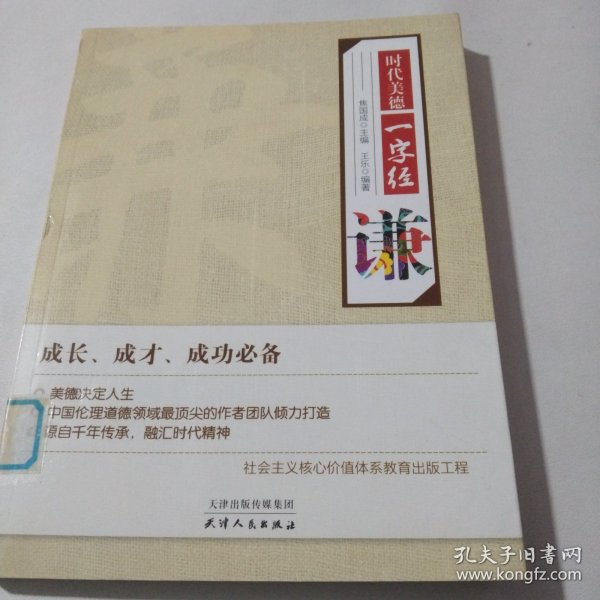 时代美德
一字经
焦国成◎主编 王乐◎编著
谦
成长、成才、成功必备
美德决定人生
中国伦理道德领域最顶尖的作者团队倾力打造
源自千年传承,融汇时代精神
社会主义核心价值体系教育出版工程
天津出版传媒集团
天津人民出版社
孔夫子旧书网
www.kongfz.com